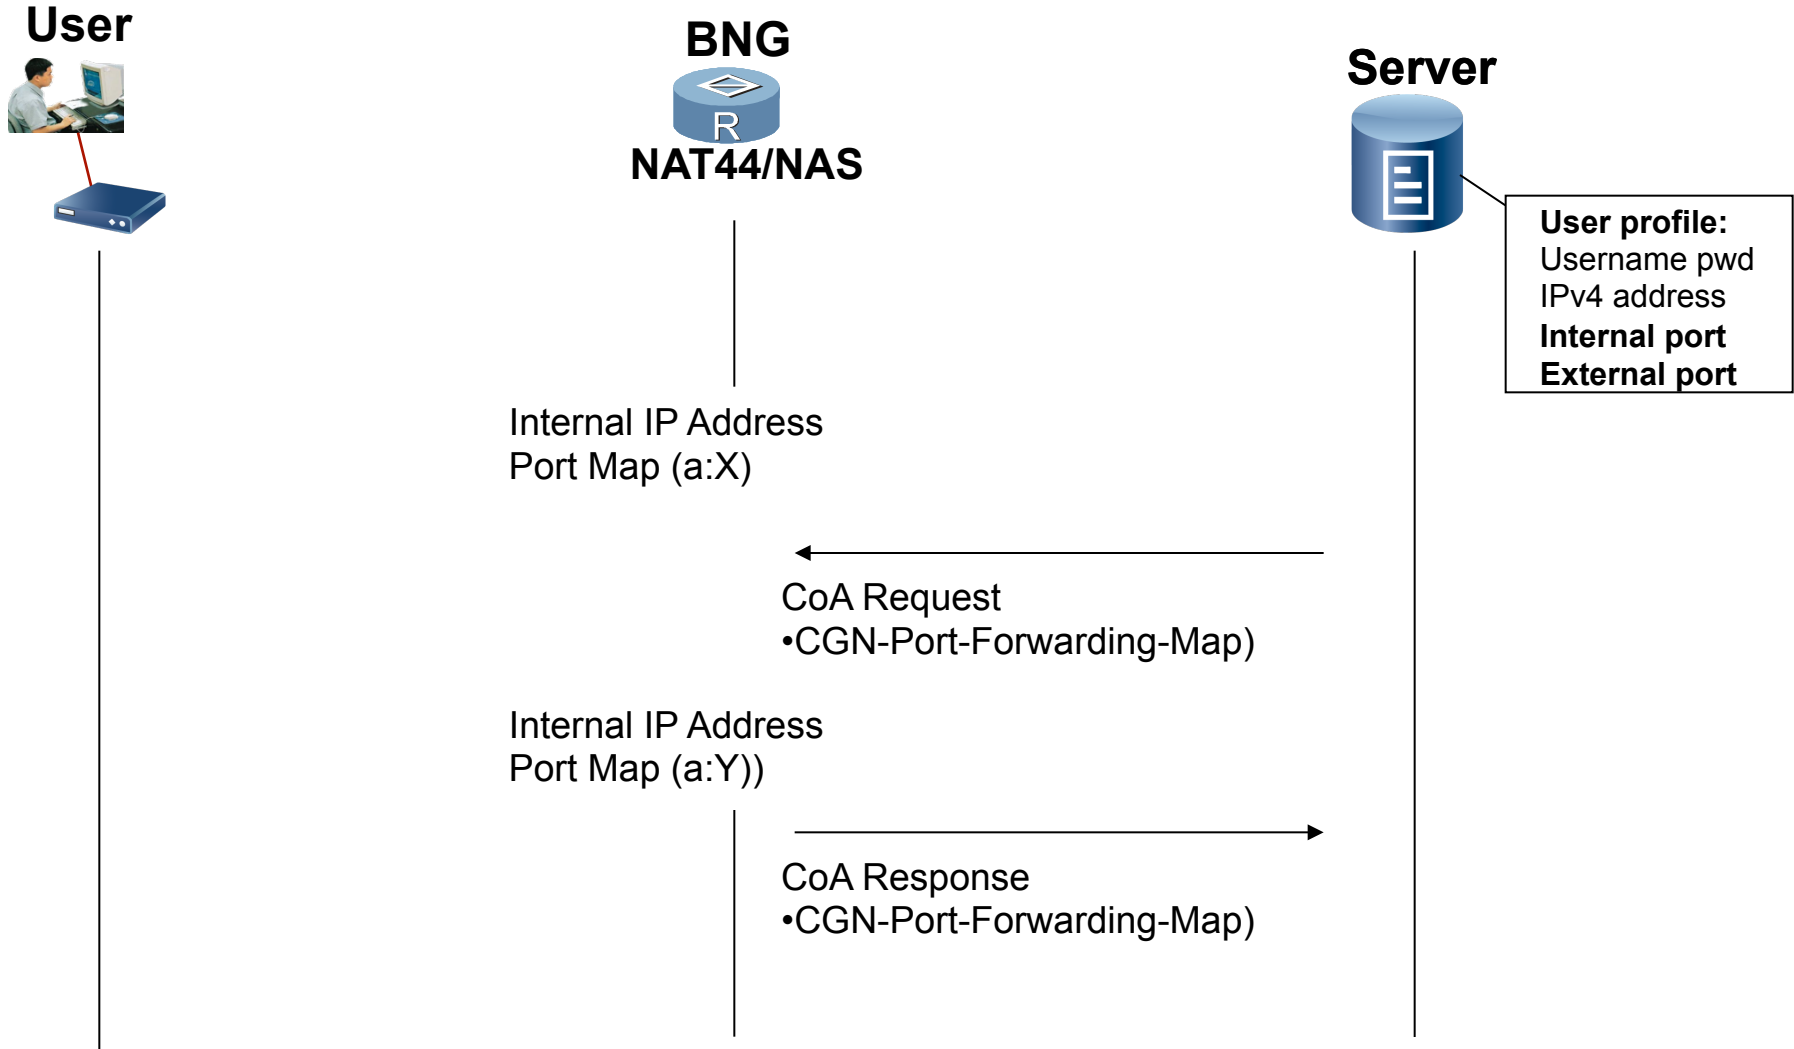 User
BNG
R
NAT44/NAS
Server
User profile:
Username pwd
IPv4 address
Internal port
External port
Internal IP Address
Port Map (a:X)
CoA Request
•CGN-Port-Forwarding-Map)
Internal IP Address
Port Map (a:Y))
CoA Response
•CGN-Port-Forwarding-Map)